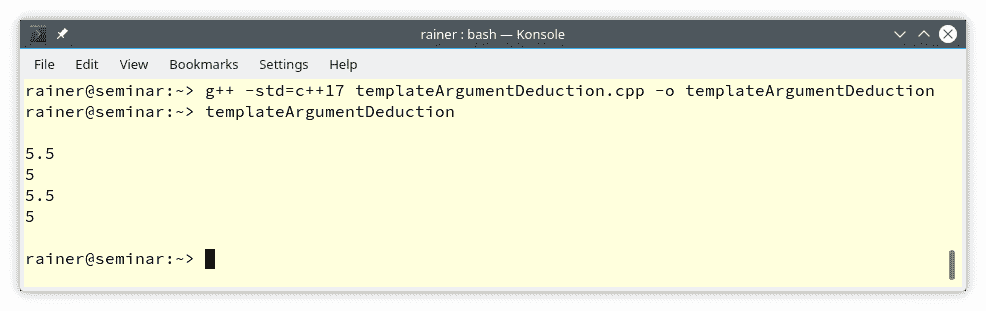 rainer : bash — Konsole
File Edit View Bookmarks Settings Help
rainer@seminar:~> g++ -std=c++17 templateArgumentDeduction.cpp -o templateArgumentDeduction
rainer@seminar:~> templateArgumentDeduction
5.5
5
5.5
5
rainer@seminar:~>